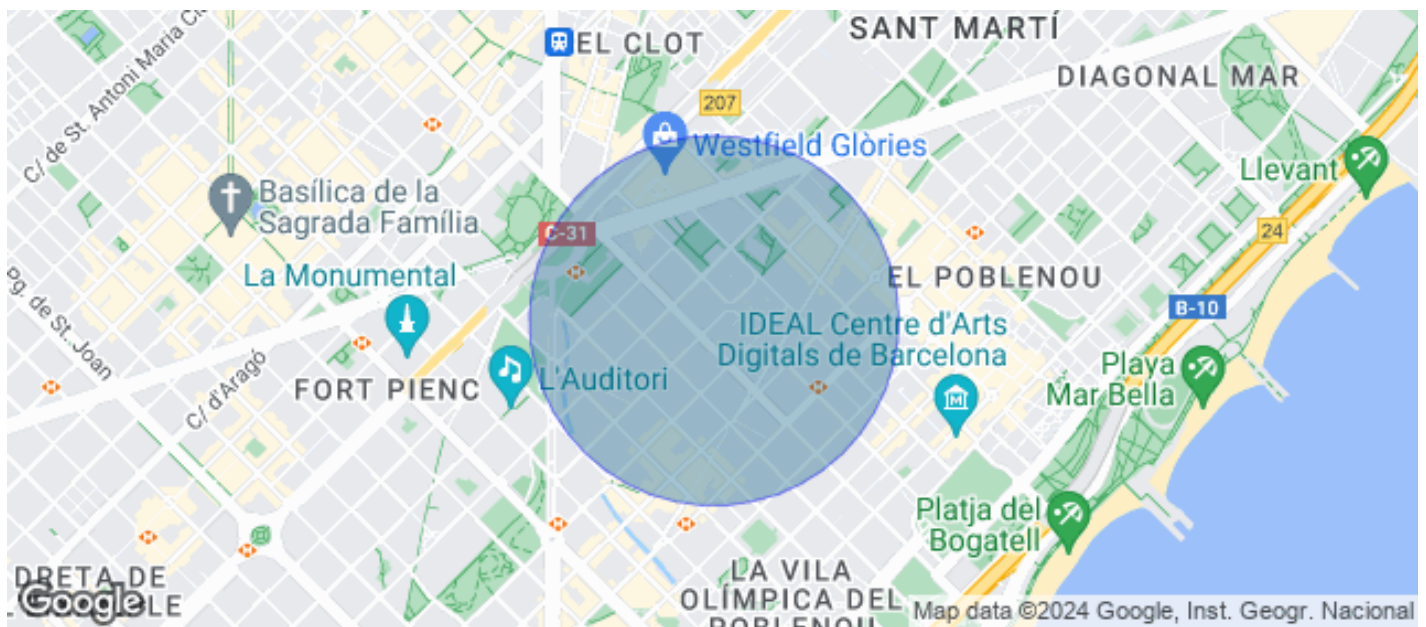 EL CLOT
SANT MARTÍ
C/ de St. Antoni Maria Cl
207
DIAGONAL MAR
Westfield Glòries
Llevant
Basílica de la
Sagrada Família
C-31
24
La Monumental
EL POBLENOU
B-10
Pg. de St. Joan
IDEAL Centre d'Arts
Digitals de Barcelona
C/ d'Aragó
FORT PIENC
L'Auditori
Playa
Mar Bella
M
Platja del
Bogatell
DRETA DE
Google
LA VILA
OLÍMPICA DEL
POBLENOU
Map data ©2024 Google, Inst. Geogr. Nacional